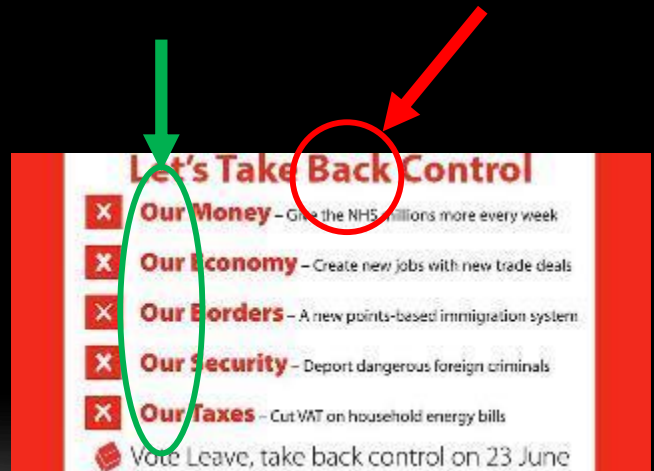 Let's Take Back Control
Our Money – Give the NHS millions more every week
Our Economy – Create new jobs with new trade deals
Our Borders – A new points-based immigration system
Our Security – Deport dangerous foreign criminals
Our Taxes – Cut VAT on household energy bills
Vote Leave, take back control on 23 June